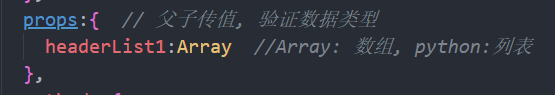 props:{  // 父子传值, 验证数据类型
headerList1:Array  //Array: 数组, python:列表
},